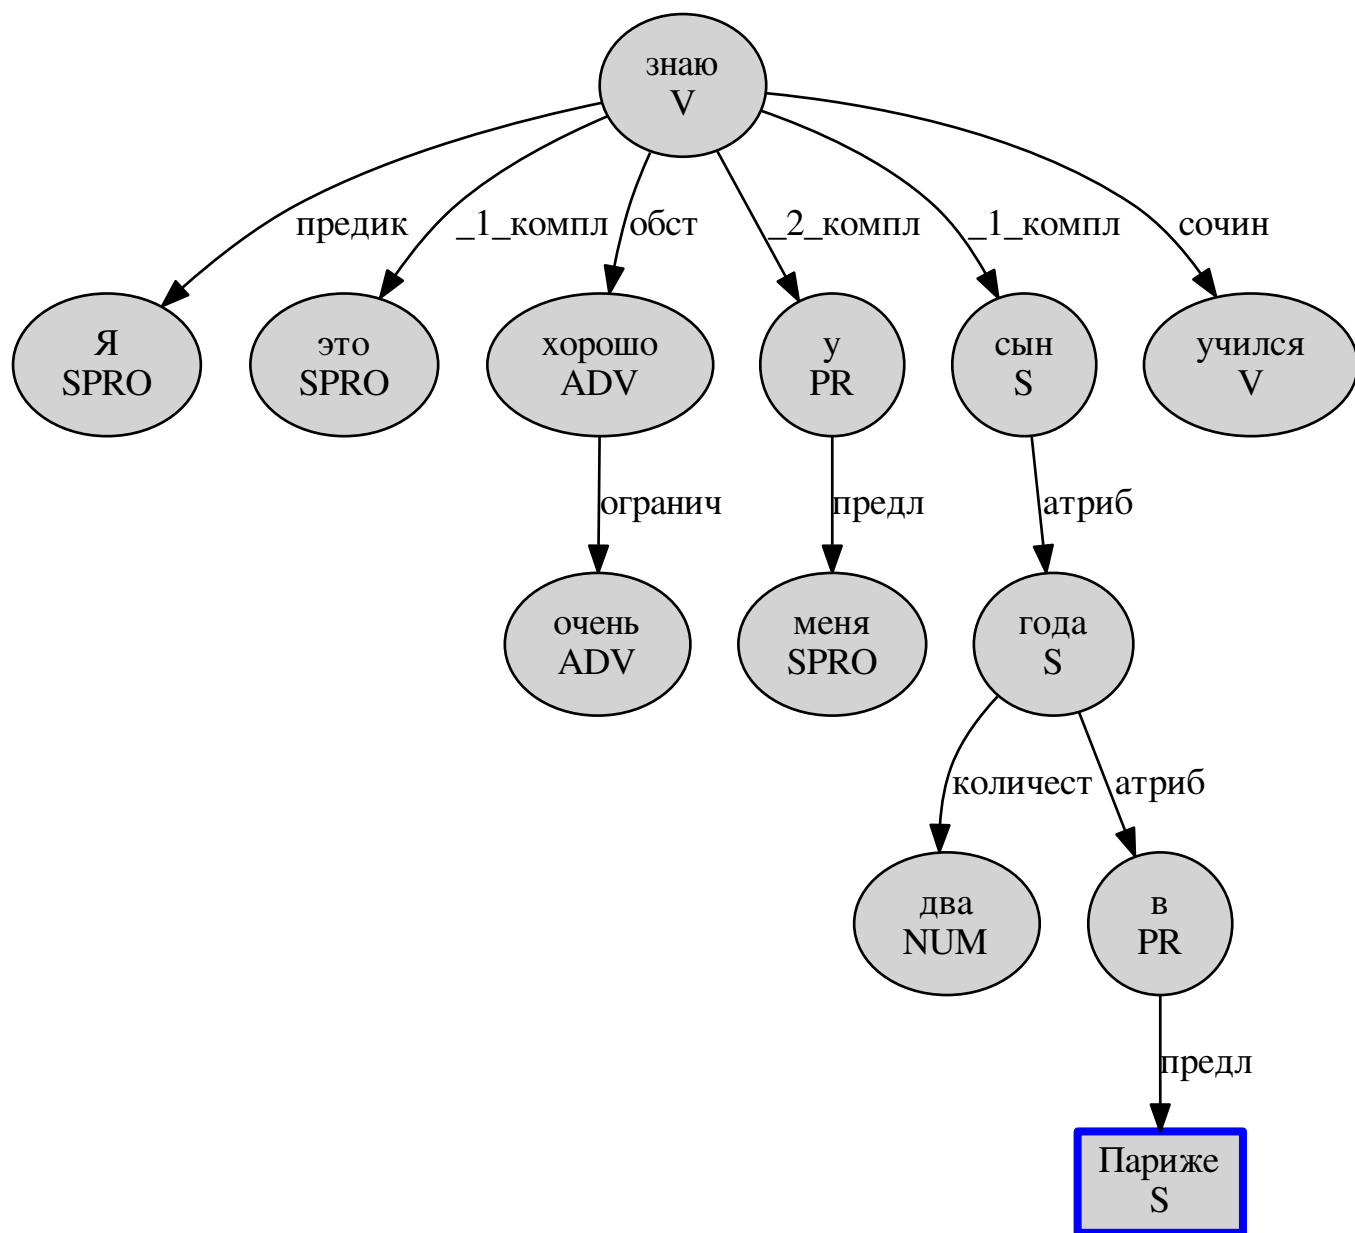 знаю
V
предик
_1_компл
обст
_2_компл
_1_компл
сочин
Я
SPRO
это
SPRO
хорошо
ADV
у
PR
сын
S
учился
V
огранич
предл
атриб
очень
ADV
меня
SPRO
года
S
количест
атриб
два
NUM
в
PR
предл
Париже
S